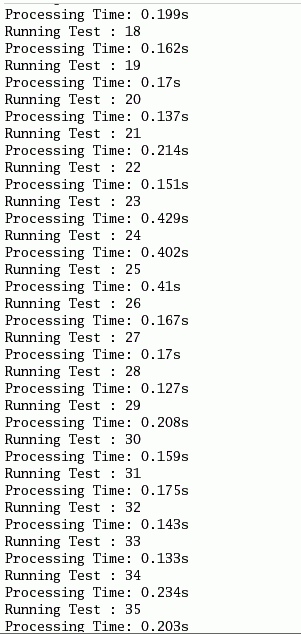 Processing Time: 0.199s
Running Test : 18
Processing Time: 0.162s
Running Test : 19
Processing Time: 0.17s
Running Test : 20
Processing Time: 0.137s
Running Test : 21
Processing Time: 0.214s
Running Test : 22
Processing Time: 0.151s
Running Test : 23
Processing Time: 0.429s
Running Test : 24
Processing Time: 0.402s
Running Test : 25
Processing Time: 0.41s
Running Test : 26
Processing Time: 0.167s
Running Test : 27
Processing Time: 0.17s
Running Test : 28
Processing Time: 0.127s
Running Test : 29
Processing Time: 0.208s
Running Test : 30
Processing Time: 0.159s
Running Test : 31
Processing Time: 0.175s
Running Test : 32
Processing Time: 0.143s
Running Test : 33
Processing Time: 0.133s
Running Test : 34
Processing Time: 0.234s
Running Test : 35
Processing Time: 0.203s